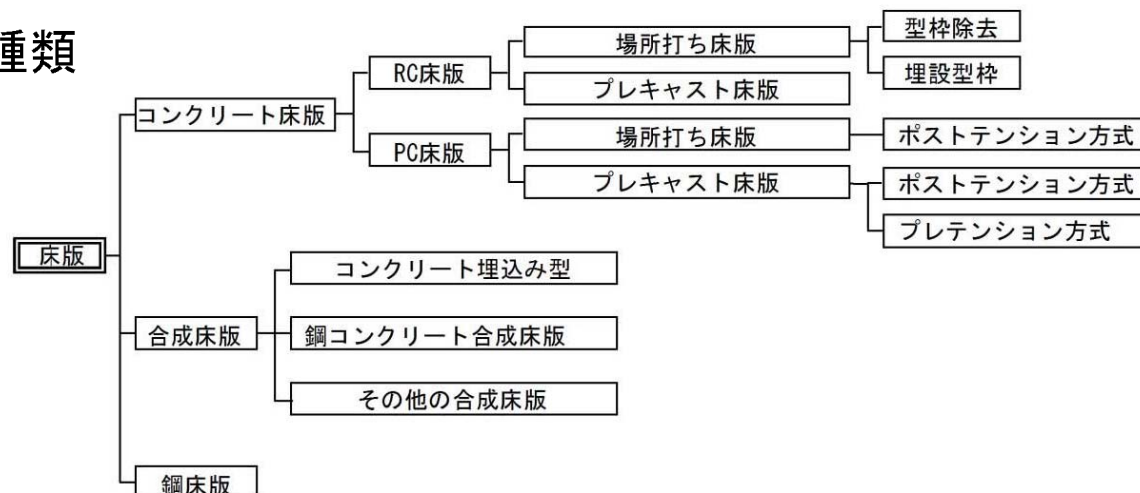 種類
床版
コンクリート床版
RC床版
場所打ち床版
型枠除去
埋設型枠
プレキャスト床版
PC床版
場所打ち床版
ポストテンション方式
プレキャスト床版
ポストテンション方式
プレテンション方式
合成床版
コンクリート埋込み型
鋼コンクリート合成床版
その他の合成床版
鋼床版